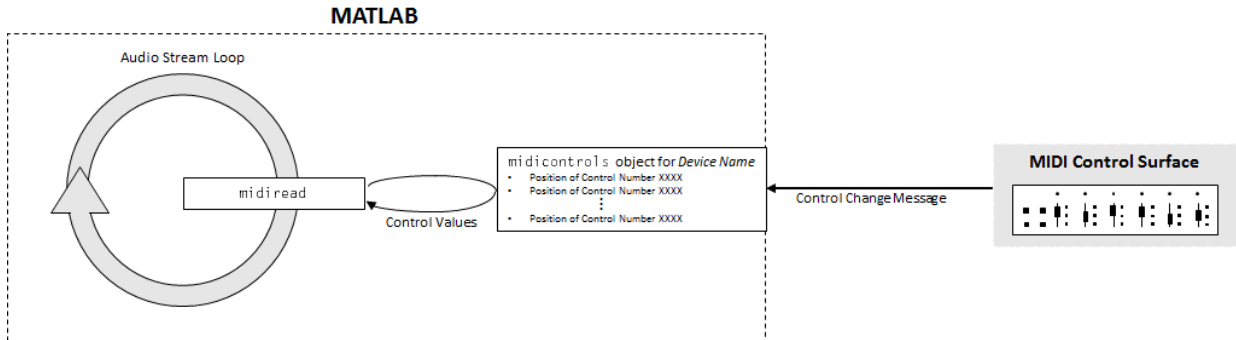 MATLAB
Audio Stream Loop
midiread
Control Values
midicontrols object for Device Name
• Position of Control Number XXXX
• Position of Control Number XXXX
• Position of Control Number XXXX
Control Change Message
MIDI Control Surface